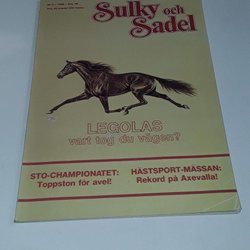 Sulky och
Sadel
LEGOLAS
vart tog du vägen?
STO-CHAMPIONATET:
Toppston för avel!
HÄSTSPORT-MÄSSAN:
Rekord på Axevalla!